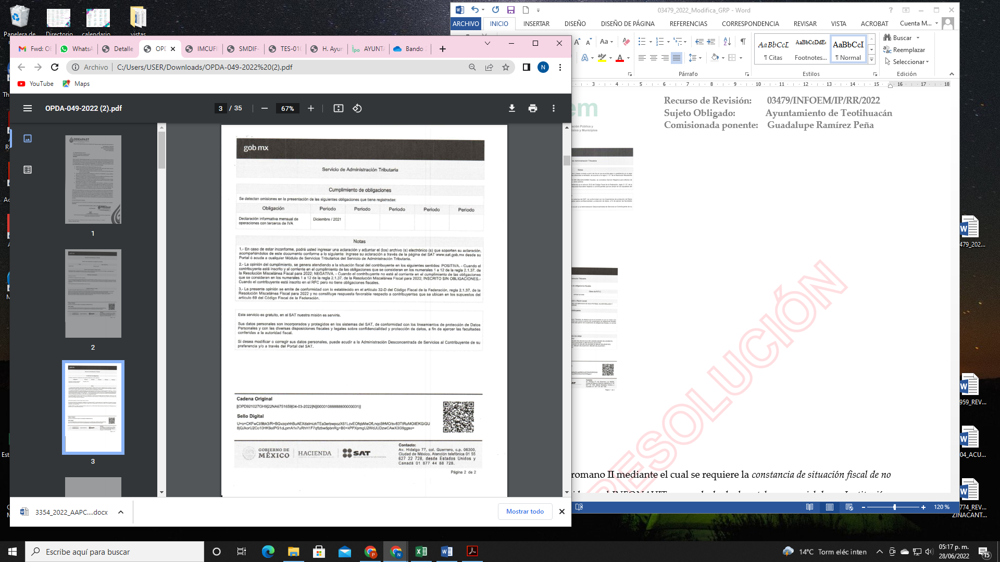 Papelera de
Directorio
calendario
vistas
03479_2022_Modifica_GRP - Word
ARCHIVO
INICIO
INSERTAR
DISEÑO
DISEÑO DE PÁGINA
REFERENCIAS
CORRESPONDENCIA
REVISAR
VISTA
ACROBAT
Cuenta M...
AaBbCcI
¶ Citas
AaBbCcDdEe
Footnotes...
AaBbCcI
¶ Normal
Buscar
Reemplazar
Seleccionar
Párrafo
Estilos
Edición
3 4 5 6 7 8 9 10 11 12 13 14 15 16 17 18
WhatsA
Detalle
OPD
IMCUF
SMDIF-
TES-010
H. Ayun
AYUNTA
Bando
Archivo
C:/Users/USER/Downloads/OPDA-049-2022%20(2).pdf
N
YouTube
Maps
OPDA-049-2022 (2).pdf
3 / 35
67%
1
2
3
gob mx
Servicio de Administración Tributaria
Cumplimiento de obligaciones
Se detectan omisiones en la presentación de las siguientes obligaciones que tiene registradas:
Obligación Periodo Periodo Periodo Periodo Periodo
Declaración informativa mensual de Diciembre / 2021
operaciones con terceros de IVA
Notas
1.- En caso de estar inconforme, podrá usted ingresar una aclaración y adjuntar el (los) archivo (s) electrónico (s) que soporten su aclaración,
acompañándolos de este documento conforme a lo siguiente: Ingrese su aclaración a través de la página del SAT www.sat.gob.mx desde su
Portal ó acuda a cualquier Módulo de Servicios Tributarios del Servicio de Administración Tributaria.
2.- La opinión del cumplimiento, se genera atendiendo a la situación fiscal del contribuyente en los siguientes sentidos: POSITIVA. - Cuando el
contribuyente está inscrito y al corriente en el cumplimiento de las obligaciones que se consideran en los numerales 1 a 12 de la regla 2.1.37. de
la Resolución Miscelánea Fiscal para 2022; NEGATIVA. - Cuando el contribuyente no esté al corriente en el cumplimiento de las obligaciones
que se consideran en los numerales 1 a 12 de la regla 2.1.37. de la Resolución Miscelánea Fiscal para 2022; INSCRITO SIN OBLIGACIONES.-
Cuando el contribuyente está inscrito en el RFC pero no tiene obligaciones fiscales.
3.- La presente opinión se emite de conformidad con lo establecido en el artículo 32-D del Código Fiscal de la Federación, regla 2.1.37. de la
Resolución Miscelánea Fiscal para 2022 y no constituye respuesta favorable respecto a contribuyentes que se ubican en los supuestos del
artículo 69 del Código Fiscal de la Federación.
Este servicio es gratuito, en el SAT nuestra misión es servirle.
Sus datos personales son incorporados y protegidos en los sistemas del SAT, de conformidad con los lineamientos de protección de Datos
Personales y con las diversas disposiciones fiscales y legales sobre confidencialidad y protección de datos, a fin de ejercer las facultades
conferidas a la autoridad fiscal.
Si desea modificar o corregir sus datos personales, puede acudir a la Administración Desconcentrada de Servicios al Contribuyente de su
preferencia y/o a través del Portal del SAT.
Cadena Original
||OPD921027GH9|22NA6751659|04-03-2022|N||00001088888800000031||
Sello Digital
GOBIERNO DE
MÉXICO
HACIENDA
SAT
Contacto:
Av. Hidalgo 77, col. Guerrero, c.p. 06300,
Ciudad de México. Atención telefónica 01 55
627 22 728, desde Estados Unidos y
Canadá 01 877 44 88 728.
Página 2 de 2
Recurso de Revisión: 03479/INFOEM/IP/RR/2022
Sujeto Obligado: Ayuntamiento de Teotihuacán
Comisionada ponente: Guadalupe Ramírez Peña
RESOLUCIÓN
romano II mediante el cual se requiere la constancia de situación fiscal de no
120 %
3354_2022_AAPC....docx
Mostrar todo
479_202...
959_REV...
04_ACU...
774_REV...
ZINACANT...
Escribe aquí para buscar
14°C Torm eléc inten
05:17 p. m.
28/06/2022
15